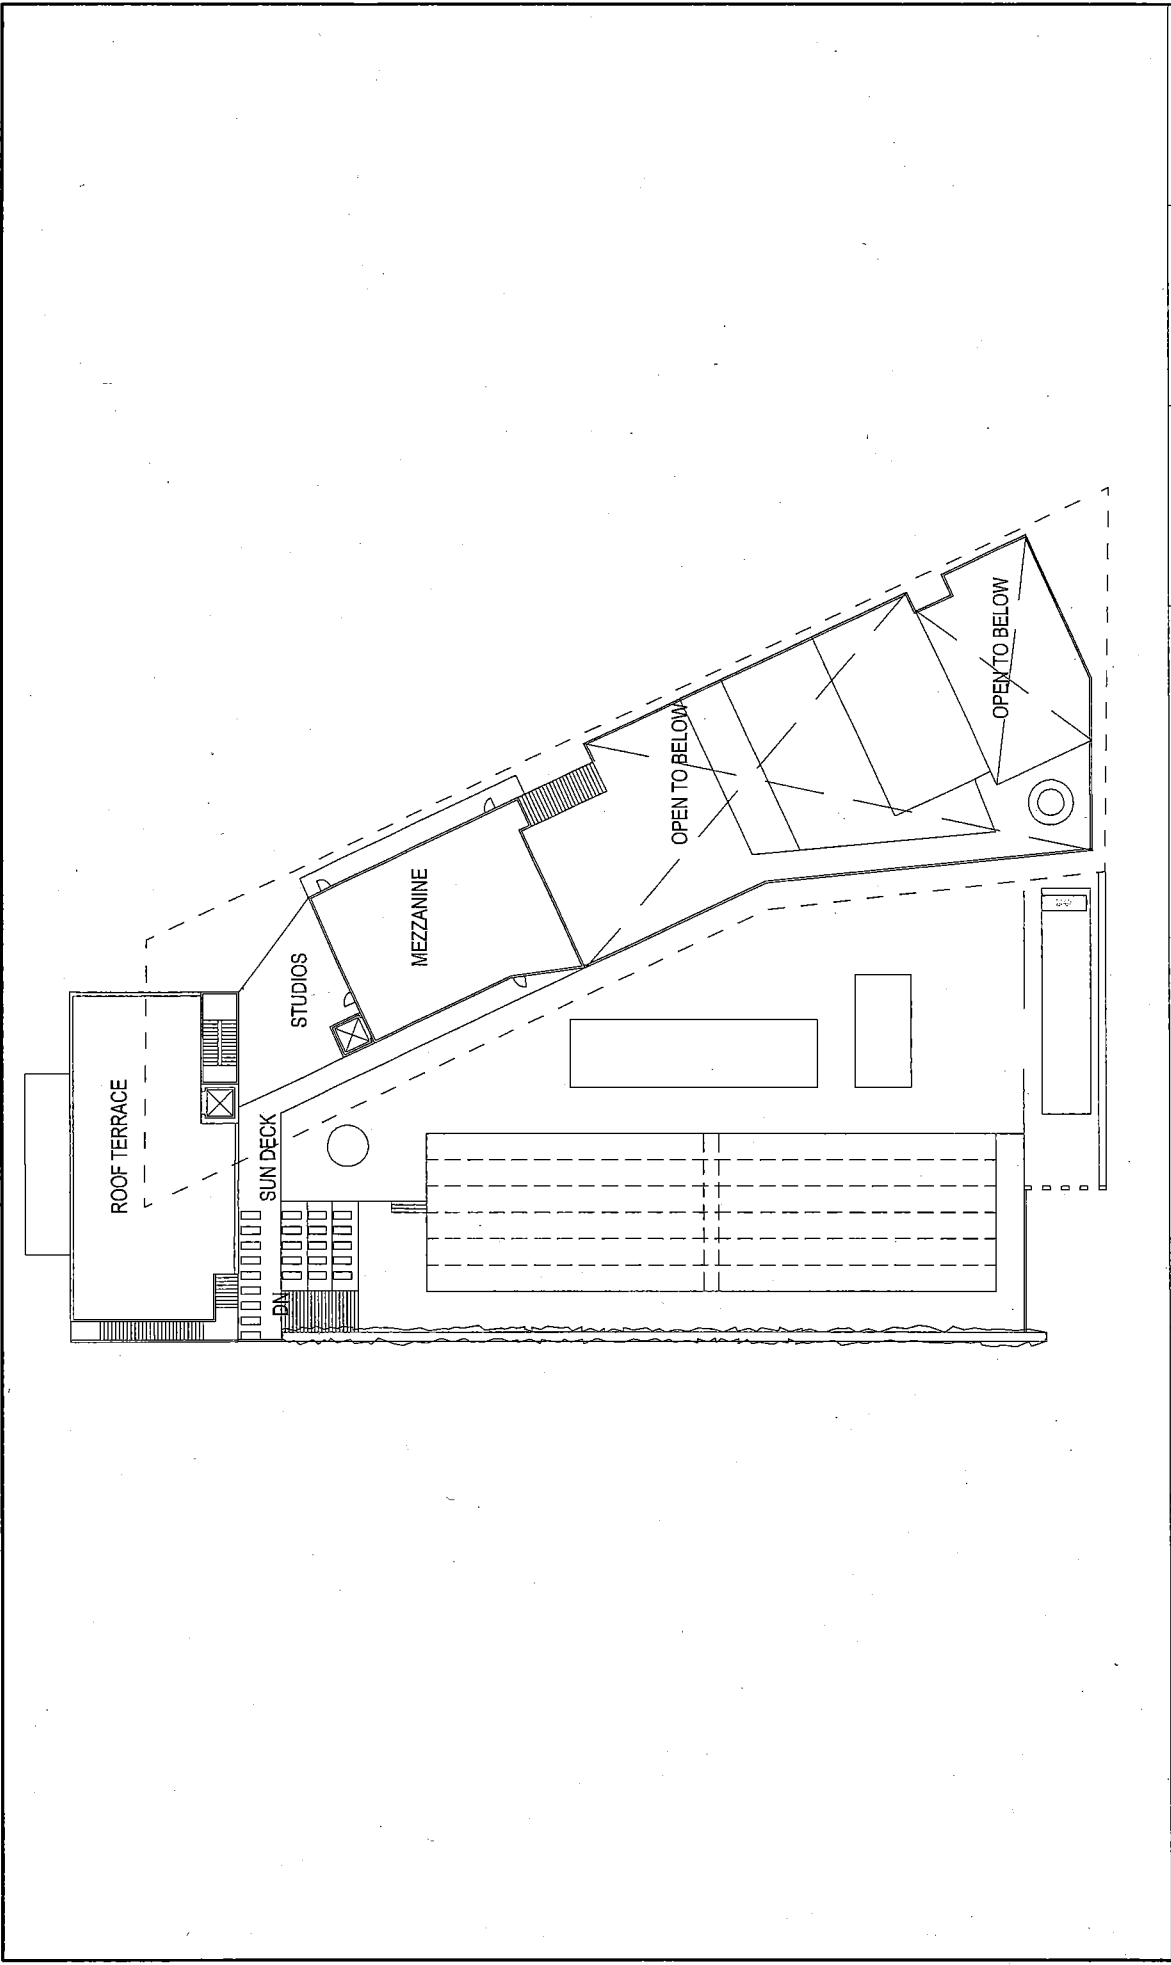 ROOF TERRACE
SUN DECK
DN
STUDIOS
MEZZANINE
OPEN TO BELOW
OPEN TO BELOW